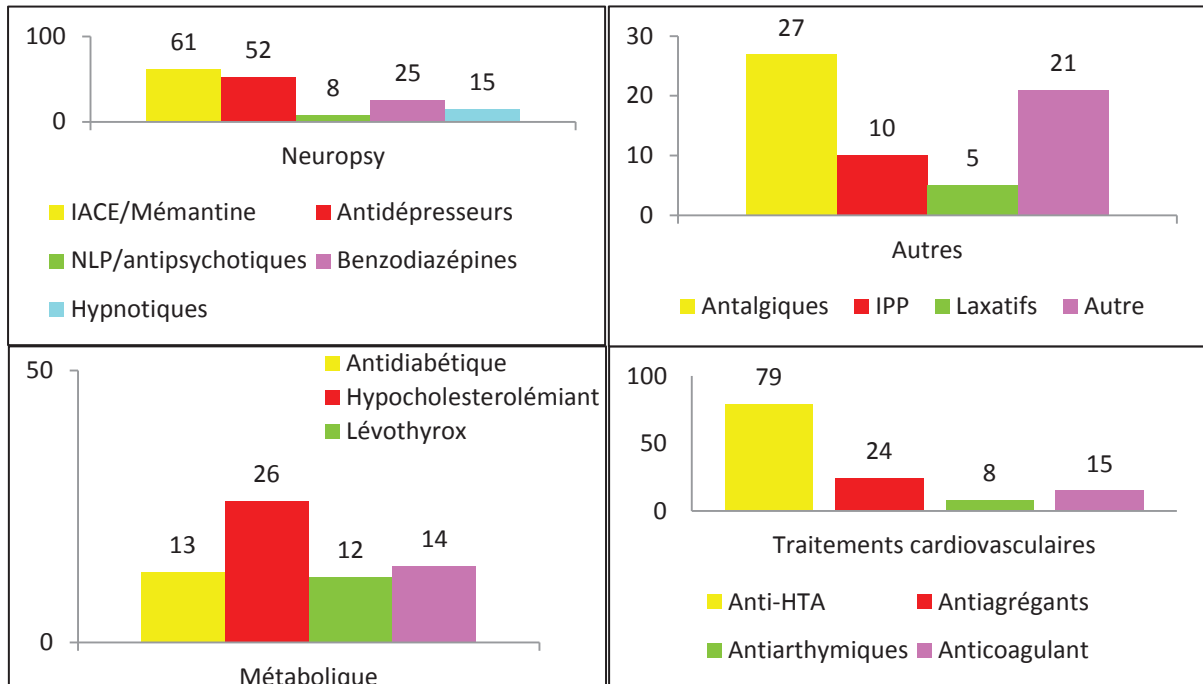 100
0
61
52
8
25
15
Neuropsy
IACE/Mémantine Antidépresseurs
NLP/antipsychotiques Benzodiazépines
Hypnotiques
30
20
10
0
27
10
5
21
Autres
Antalgiques IPP Laxatifs Autre
50
0
Antidiabétique
Hypocholesterolémiant
Lévothyrox
13
26
12
14
Métabolique
100
50
0
79
24
8
15
Traitements cardiovasculaires
Anti-HTA Antiagrégants
Antiarthymiques Anticoagulant